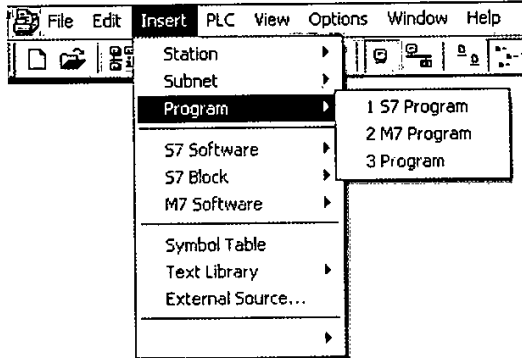 File Edit Insert PLC View Options Window Help
Station
Subnet
Program
1 S7 Program
2 M7 Program
3 Program
S7 Software
S7 Block
M7 Software
Symbol Table
Text Library
External Source...